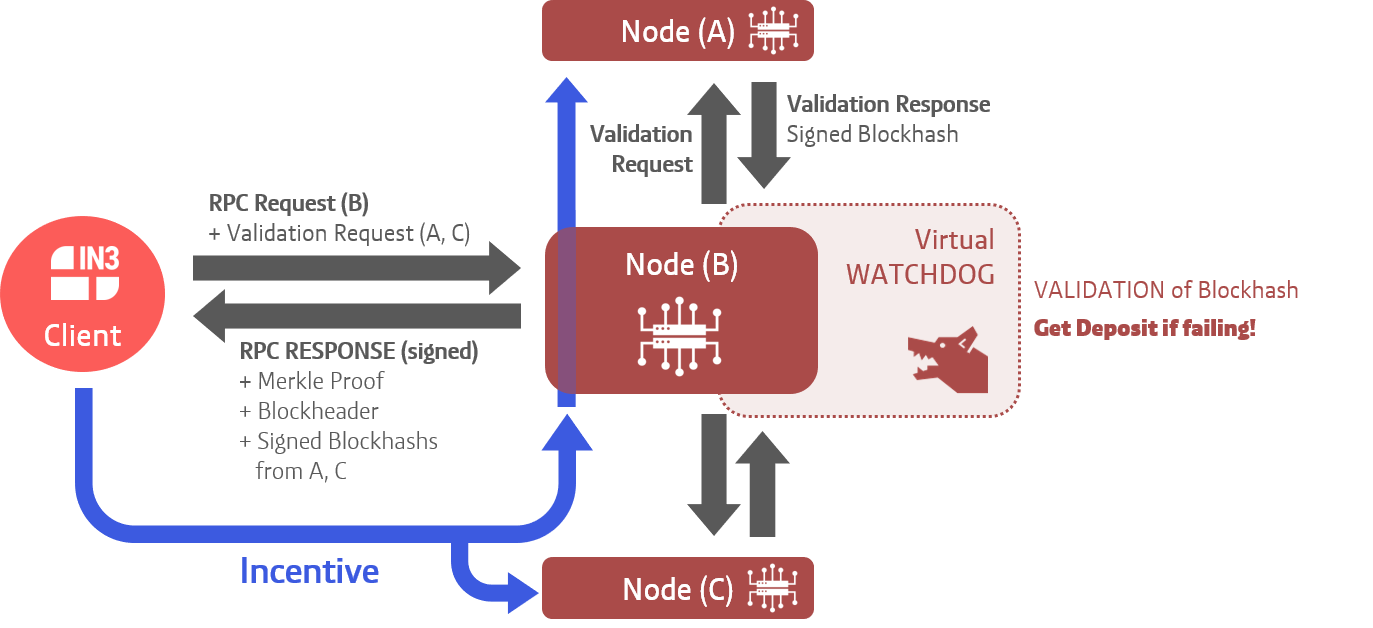 Node (A)
Validation Response
Signed Blockhash
Validation
Request
RPC Request (B)
+ Validation Request (A, C)
IN3
Client
Node (B)
Virtual
WATCHDOG
VALIDATION of Blockhash
Get Deposit if failing!
RPC RESPONSE (signed)
+ Merkle Proof
+ Blockheader
+ Signed Blockhashs
from A, C
Incentive
Node (C)